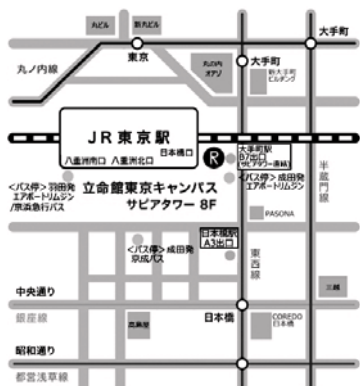 丸ビル
新丸ビル
大手町
東京
丸ノ内線
丸の内
オアゾ
大手町
新大手町
ビルヂング
JR東京駅
日本橋口
八重洲南口
八重洲北口
R
大手町駅
B7出口
(サピアタワー直結)
<バス停> 羽田発
エアポートリムジン
/京浜急行バス
立命館東京キャンパス
サピアタワー 8F
<バス停> 成田発
エアポートリムジン
半蔵門線
PASONA
<バス停> 成田発
京成バス
日本橋駅
A3出口
東西線
中央通り
銀座線
高島屋
日本橋
COREDO
日本橋
三越
昭和通り
都営浅草線